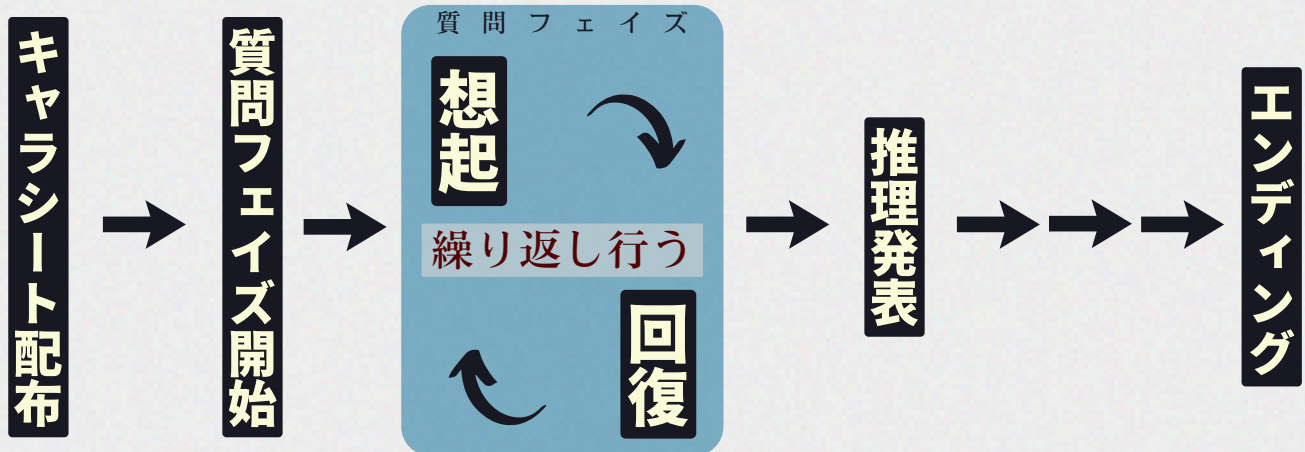 キャラシート配布
質問フェイズ開始
質問フェイズ
想起
繰り返し行う
回復
推理発表
エンディング